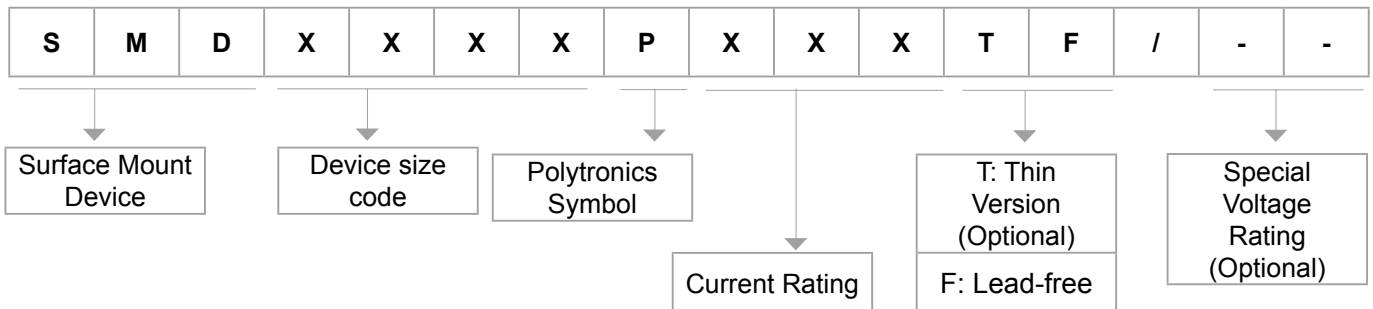 S M D X X X X P X X X T F / - -
Surface Mount
Device
Device size
code
Polytronics
Symbol
Current Rating
T: Thin
Version
(Optional)
F: Lead-free
Special
Voltage
Rating
(Optional)